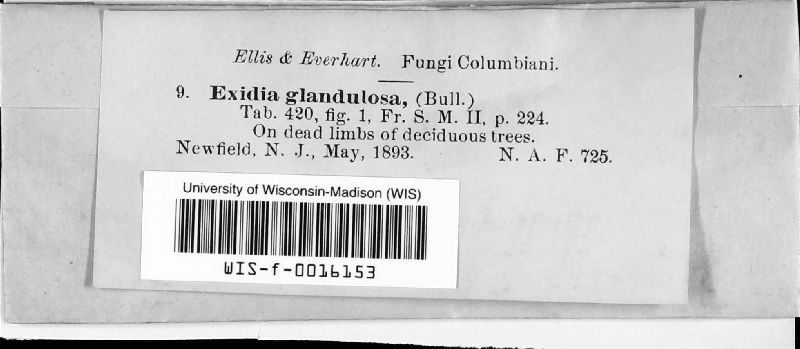 Ellis & Everhart. Fungi Columbiani.
9. Exidia glandulosa, (Bull.)
Tab. 420, fig. 1, Fr. S. M. II, p. 224.
On dead limbs of deciduous trees.
Newfield, N. J., May, 1893. N. A. F. 725.
University of Wisconsin-Madison (WIS)
WIS-f-0016153